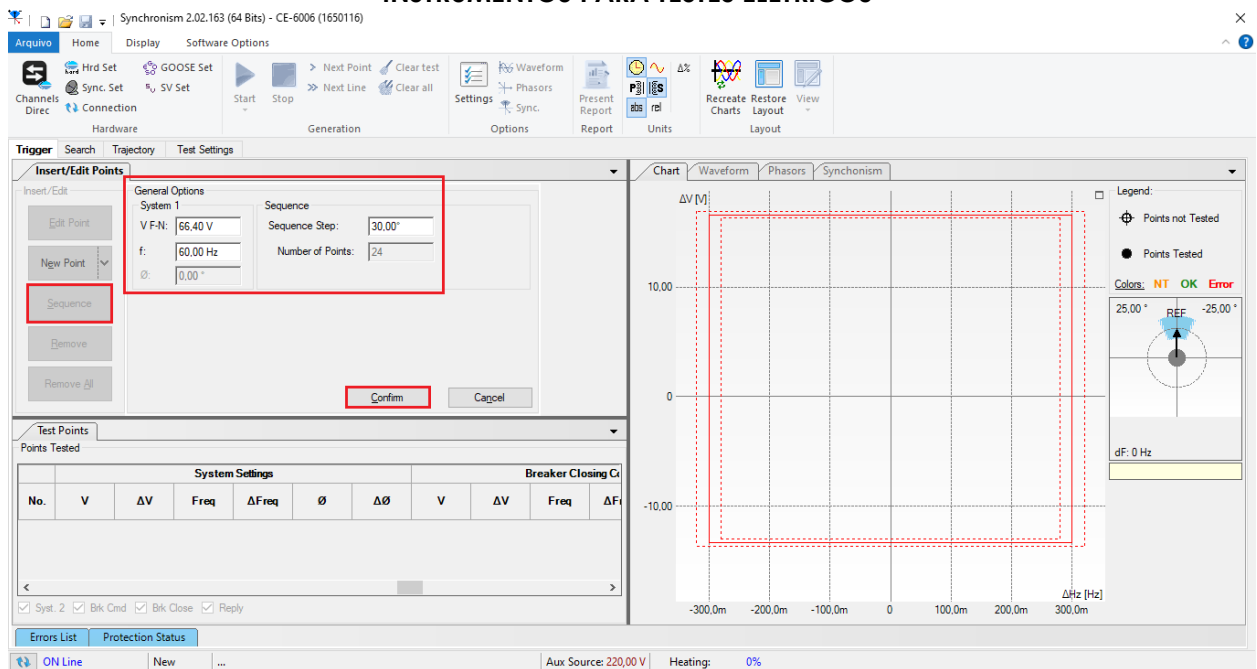 INSTRUMENTOS PARA TESTES ELÉTRICOS
Synchronism 2.02.163 (64 Bits) - CE-6006 (1650116)
Arquivo Home Display Software Options
Channels Direc
Hrd Set
Sync. Set
Connection
GOOSE Set
SV Set
Hardware
Start
Stop
Next Point
Next Line
Clear test
Clear all
Generation
Settings
Waveform
Phasors
Sync.
Options
Present Report
Report
Δ%
abs rel
Units
Recreate Charts
Restore Layout
View
Layout
Trigger Search Trajectory Test Settings
Insert/Edit Points
Insert/Edit
Edit Point
New Point
Sequence
Remove
Remove All
General Options
System 1
V F-N: 66,40 V
f: 60,00 Hz
Ø: 0,00 °
Sequence
Sequence Step: 30,00°
Number of Points: 24
Confirm
Cancel
Test Points
Points Tested
System Settings
No. V ΔV Freq ΔFreq Ø ΔØ V ΔV Freq
Syst. 2 Brk Cmd Brk Close Reply
Errors List Protection Status
ON Line New ... Aux Source: 220,00 V Heating: 0%
Chart Waveform Phasors Synchonism
ΔV [V]
10,00
0
-10,00
-300,0m -200,0m -100,0m 0 100,0m 200,0m 300,0m
ΔHz [Hz]
Legend:
Points not Tested
Points Tested
Colors: NT OK Error
25,00 ° REF -25,00 °
dF: 0 Hz